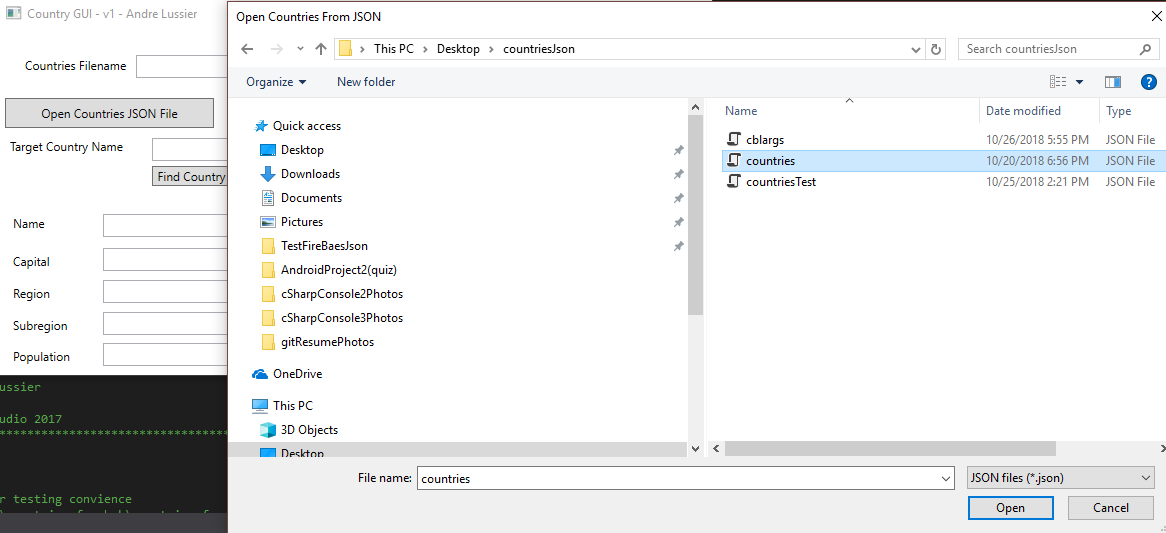 Country GUI - v1 - Andre Lussier
Countries Filename
Open Countries JSON File
Target Country Name
Find Country
Name
Capital
Region
Subregion
Population
ussier
udio 2017
r testing convience
Open Countries From JSON
This PC > Desktop > countriesJson
Search countriesJson
Organize
New folder
Quick access
Desktop
Downloads
Documents
Pictures
TestFireBaesJson
AndroidProject2(quiz)
cSharpConsole2Photos
cSharpConsole3Photos
gitResumePhotos
OneDrive
This PC
3D Objects
Desktop
Name Date modified Type
cblargs 10/26/2018 5:55 PM JSON File
countries 10/20/2018 6:56 PM JSON File
countriesTest 10/25/2018 2:21 PM JSON File
File name: countries JSON files (*.json)
Open Cancel